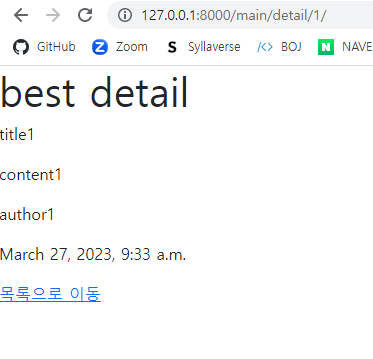 127.0.0.1:8000/main/detail/1/
GitHub Zoom S Syllaverse </> BOJ N NAVE
best detail
title1
content1
author1
March 27, 2023, 9:33 a.m.
목록으로 이동